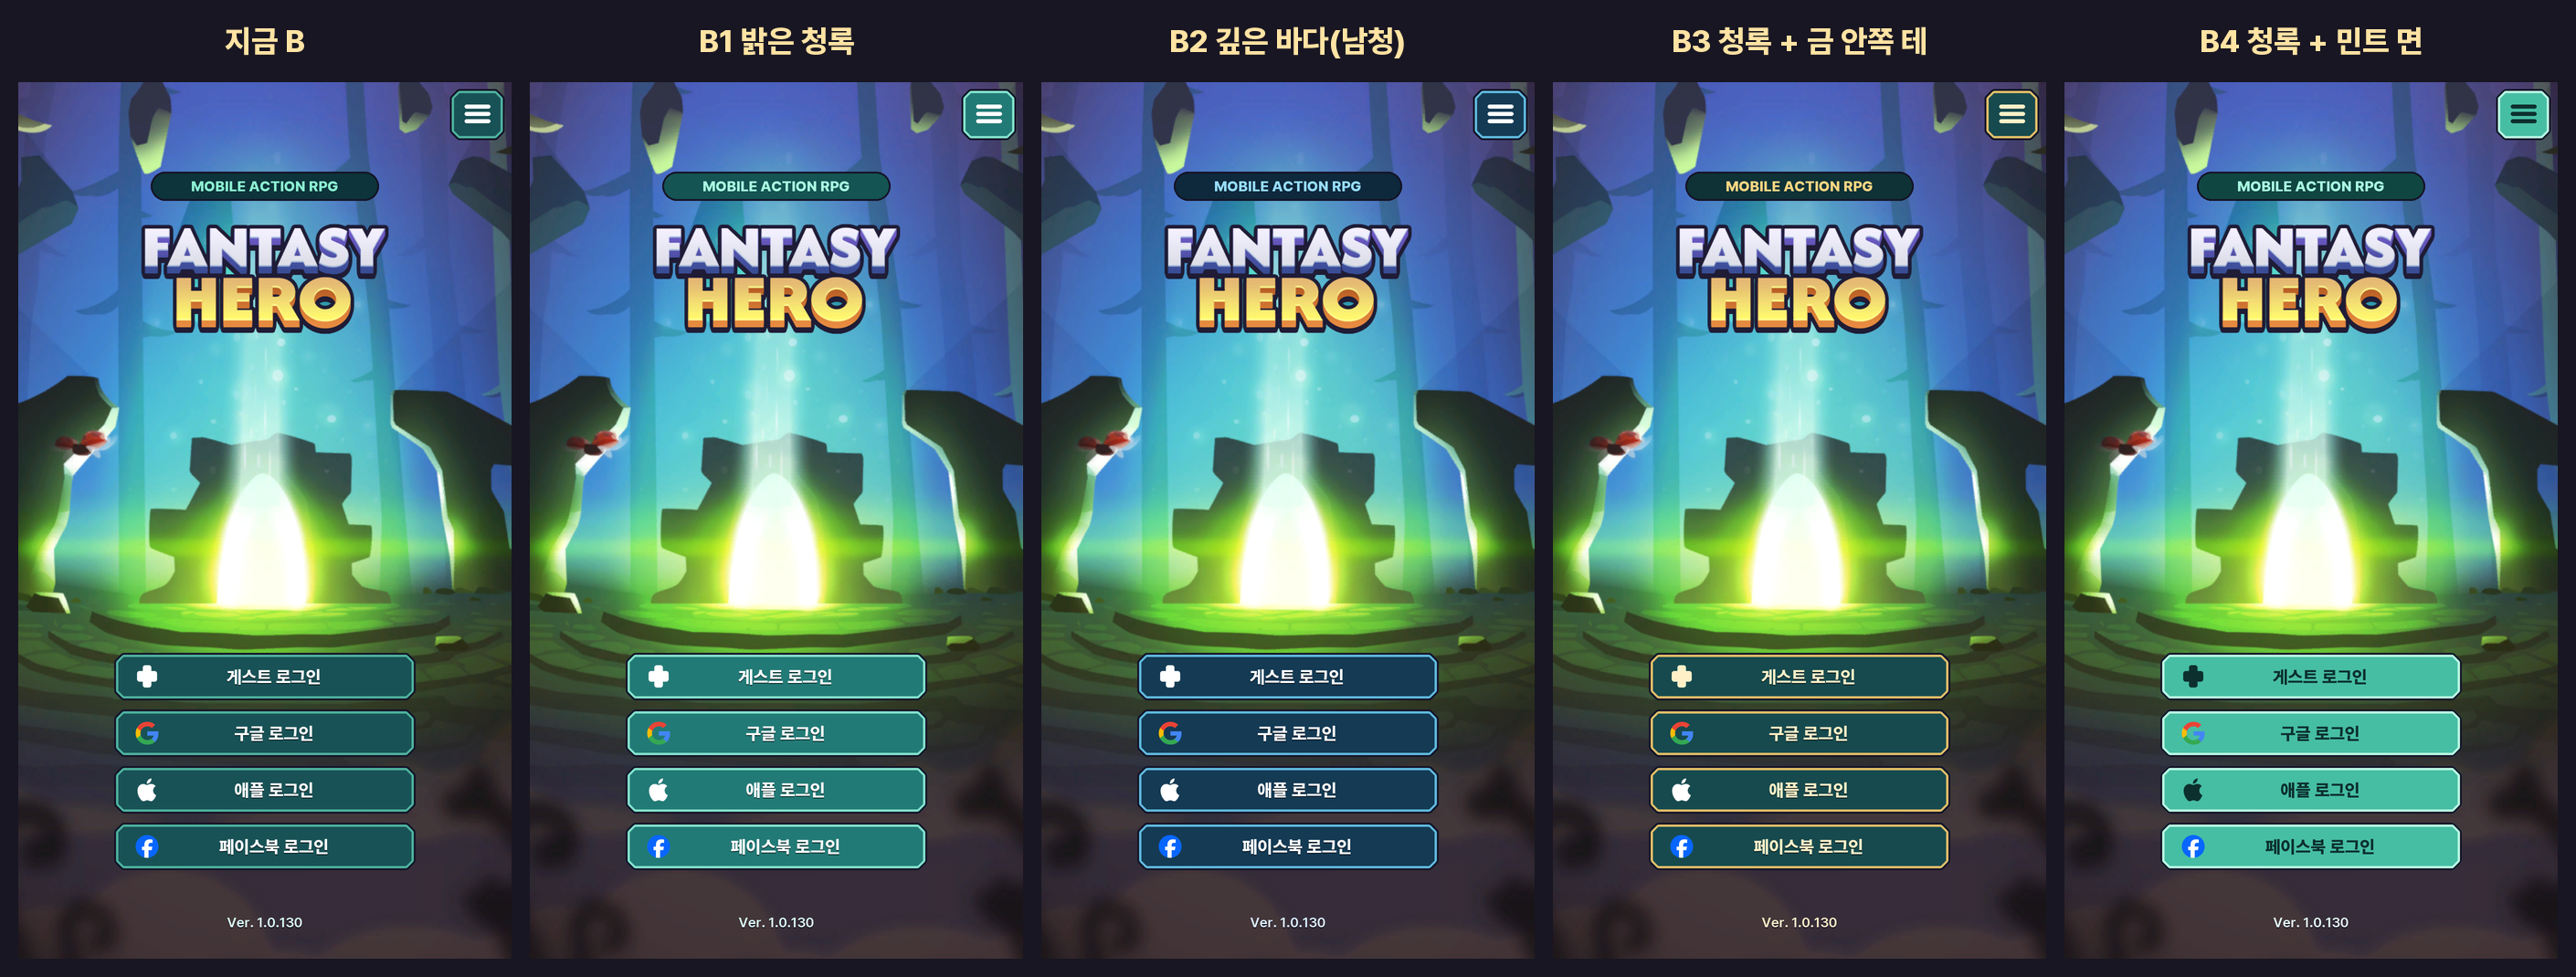 지금 B
MOBILE ACTION RPG
FANTASY
HERO
게스트 로그인
구글 로그인
애플 로그인
페이스북 로그인
Ver. 1.0.130
B1 밝은 청록
MOBILE ACTION RPG
FANTASY
HERO
게스트 로그인
구글 로그인
애플 로그인
페이스북 로그인
Ver. 1.0.130
B2 깊은 바다(남청)
MOBILE ACTION RPG
FANTASY
HERO
게스트 로그인
구글 로그인
애플 로그인
페이스북 로그인
Ver. 1.0.130
B3 청록 + 금 안쪽 테
MOBILE ACTION RPG
FANTASY
HERO
게스트 로그인
구글 로그인
애플 로그인
페이스북 로그인
Ver. 1.0.130
B4 청록 + 민트 면
MOBILE ACTION RPG
FANTASY
HERO
게스트 로그인
구글 로그인
애플 로그인
페이스북 로그인
Ver. 1.0.130